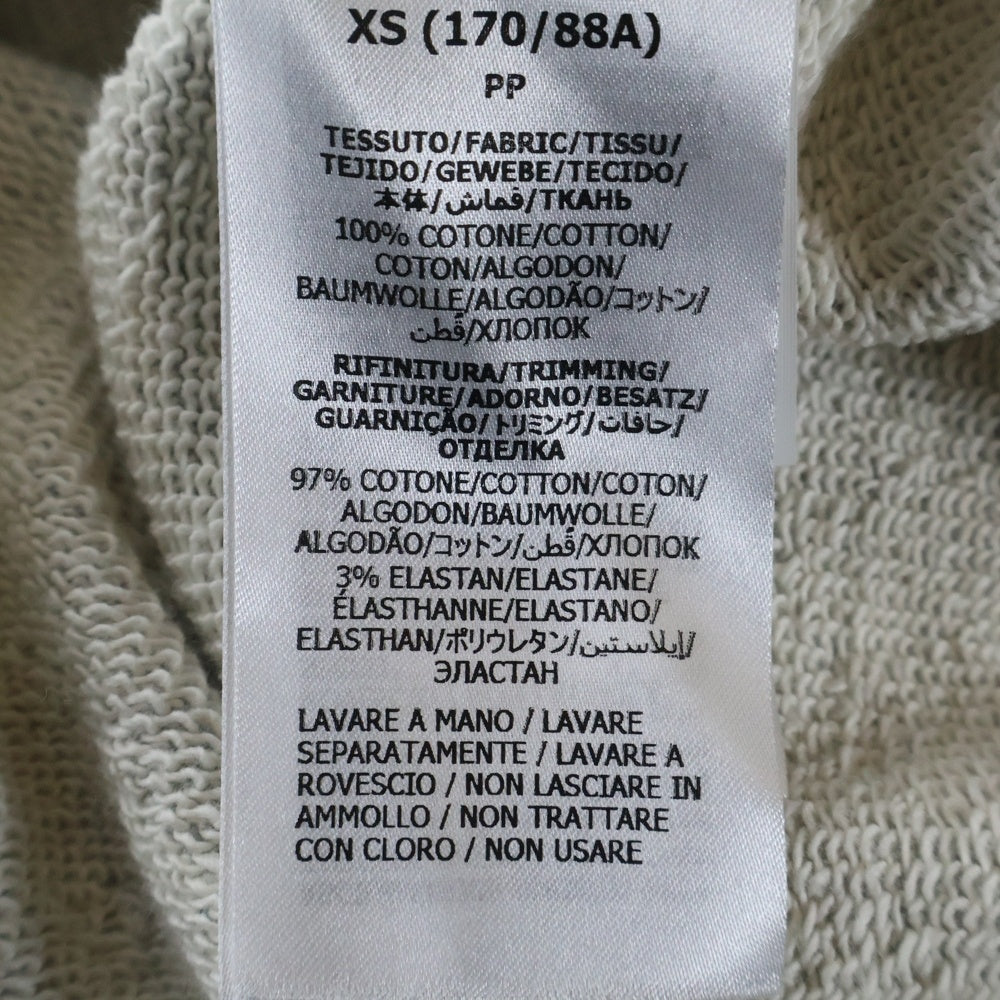 XS (170/88A)
PP
TESSUTO/FABRIC/TISSU/
TEJIDO/GEWEBE/TECIDO/
本体/قماش/ТКАНЬ
100% COTONE/COTTON/
COTON/ALGODON/
BAUMWOLLE/ALGODÃO/コットン/
قطن/ХЛОПОК
RIFINITURA/TRIMMING/
GARNITURE/ADORNO/BESATZ/
GUARNIÇÃO/トリミング/حافات/
ОТДЕЛКА
97% COTONE/COTTON/COTON/
ALGODON/BAUMWOLLE/
ALGODÃO/コットン/قطن/ХЛОПОК
3% ELASTAN/ELASTANE/
ÉLASTHANNE/ELASTANO/
ELASTHAN/ポリウレタン/إيلاستين/
ЭЛАСТАН
LAVARE A MANO / LAVARE
SEPARATAMENTE / LAVARE A
ROVESCIO / NON LASCIARE IN
AMMOLLO / NON TRATTARE
CON CLORO / NON USARE